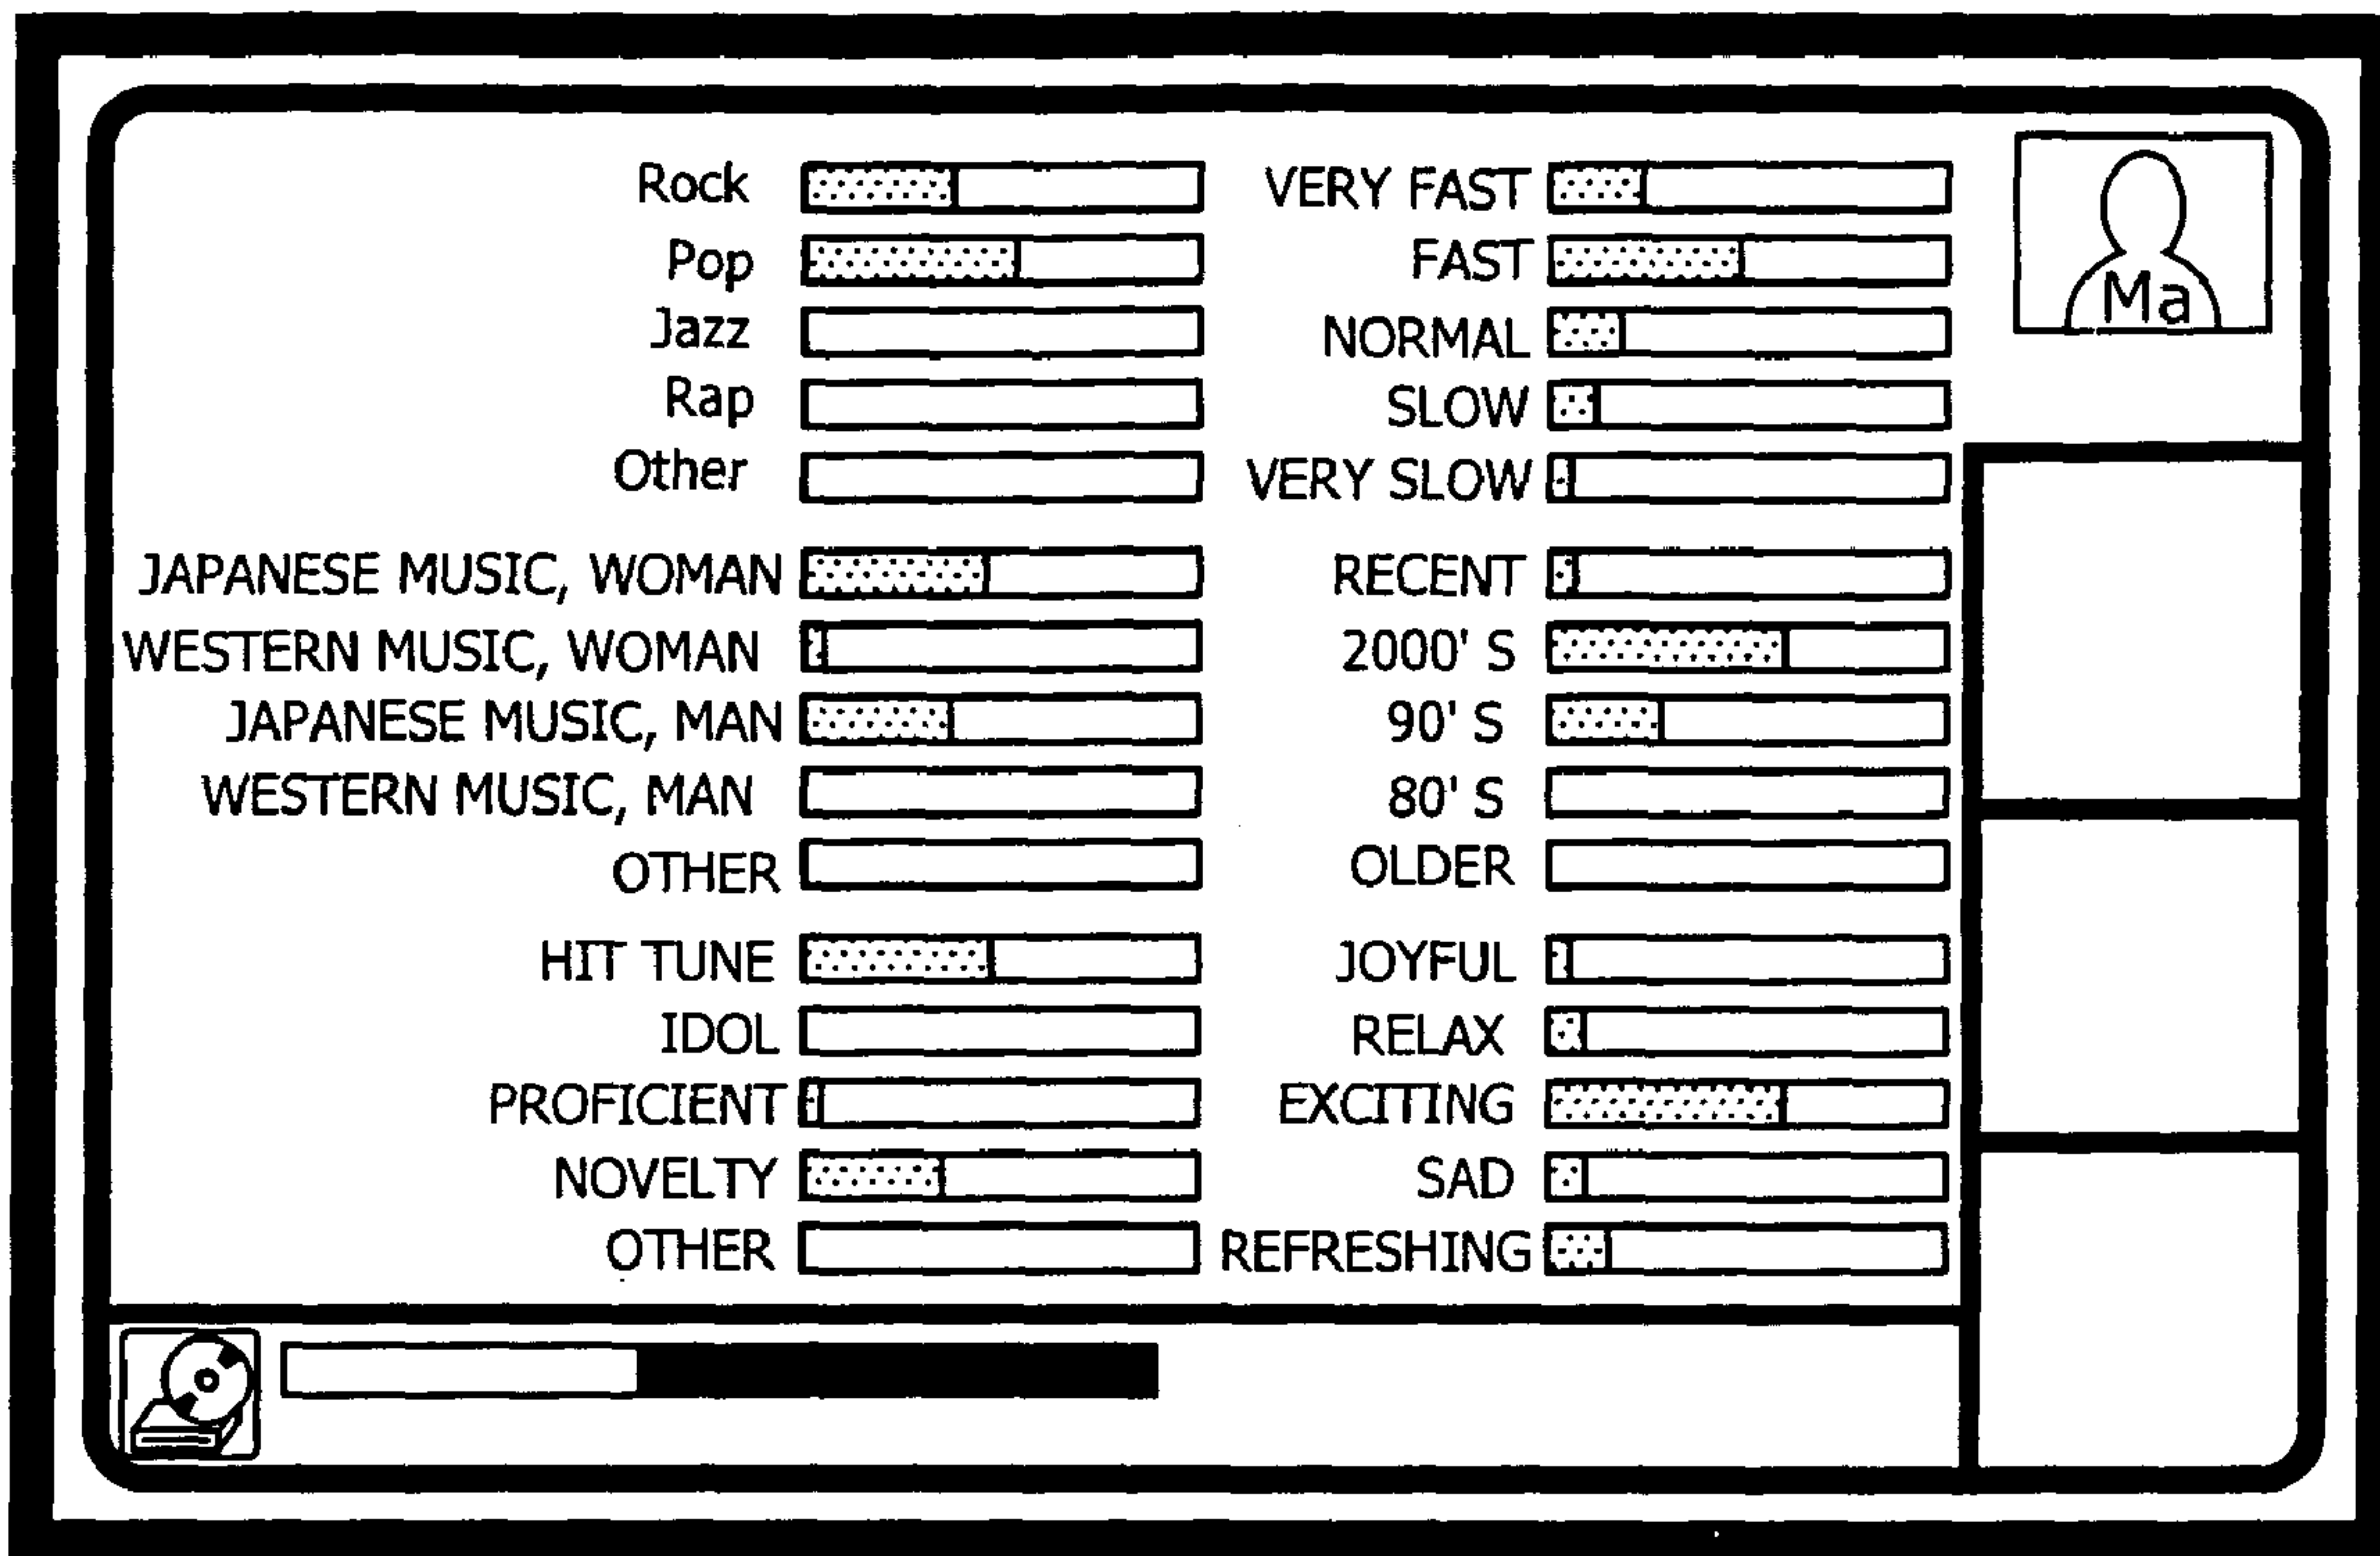 Rock
Pop
Jazz
Rap
Other
JAPANESE MUSIC, WOMAN
WESTERN MUSIC, WOMAN
JAPANESE MUSIC, MAN
WESTERN MUSIC, MAN
OTHER
HIT TUNE
IDOL
PROFICIENT
NOVELTY
OTHER
VERY FAST
FAST
NORMAL
SLOW
VERY SLOW
RECENT
2000' S
90' S
80' S
OLDER
JOYFUL
RELAX
EXCITING
SAD
REFRESHING
Ma